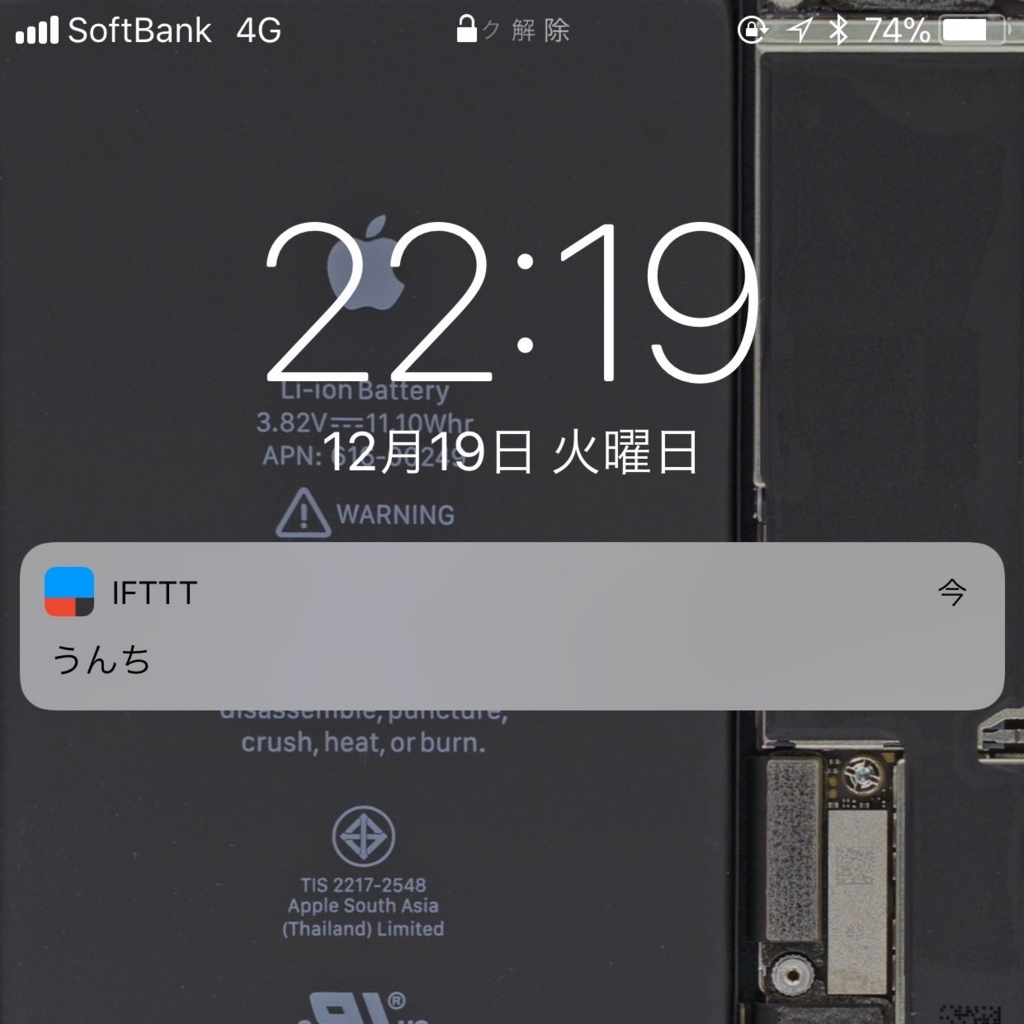 SoftBank 4G
ク 解 除
74%
22:19
Li-ion Battery
3.82V 11.10Whr
APN: 616-00249
12月19日 火曜日
WARNING
IFTTT
今
うんち
disassemble, puncture,
crush, heat, or burn.
TIS 2217-2548
Apple South Asia
(Thailand) Limited